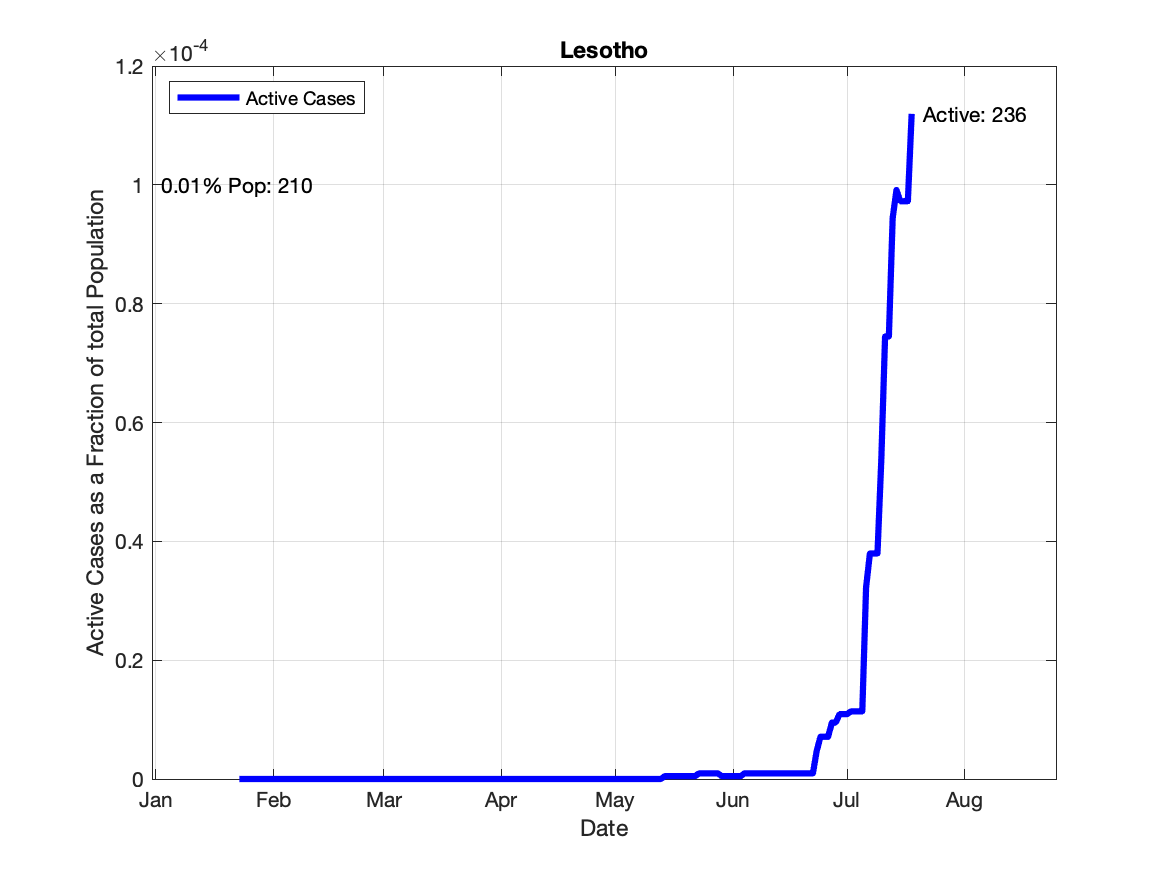 Lesotho
×10-4
Active Cases
Active: 236
0.01% Pop: 210
1.2
1
0.8
0.6
0.4
0.2
0
Active Cases as a Fraction of total Population
Jan Feb Mar Apr May Jun Jul Aug
Date